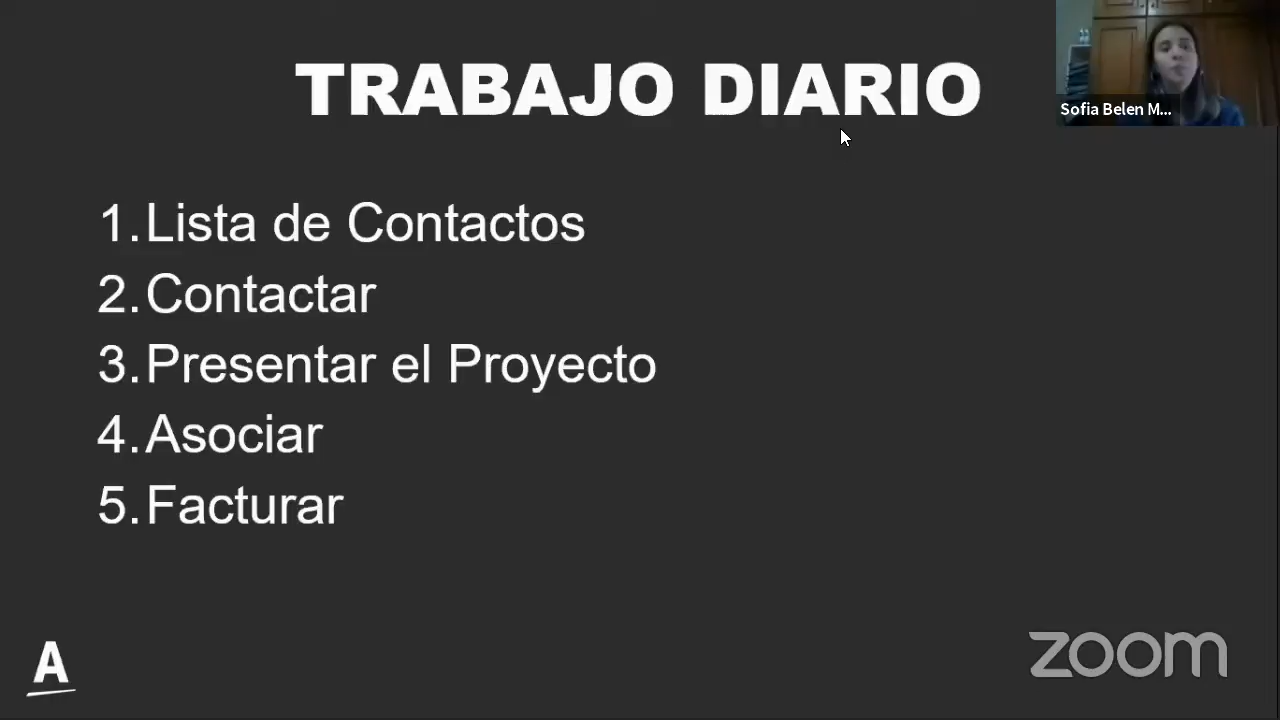 TRABAJO DIARIO
Sofia Belen M...
1. Lista de Contactos
2. Contactar
3. Presentar el Proyecto
4. Asociar
5. Facturar
A
zoom